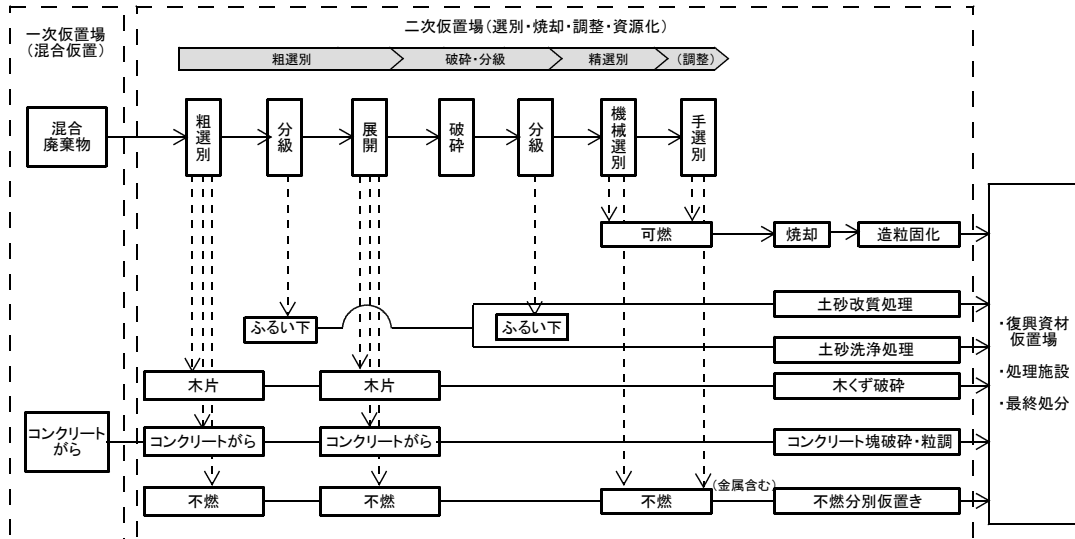 一次仮置場
(混合仮置)
二次仮置場(選別・焼却・調整・資源化)
粗選別
破砕・分級
精選別
(調整)
混合
廃棄物
粗選別
分級
展開
破砕
分級
機械選別
手選別
可燃
焼却
造粒固化
ふるい下
ふるい下
土砂改質処理
土砂洗浄処理
木片
木片
木くず破砕
コンクリート
がら
コンクリートがら
コンクリートがら
コンクリート塊破砕・粒調
不燃
不燃
不燃
(金属含む)
不燃分別仮置き
・復興資材
仮置場
・処理施設
・最終処分